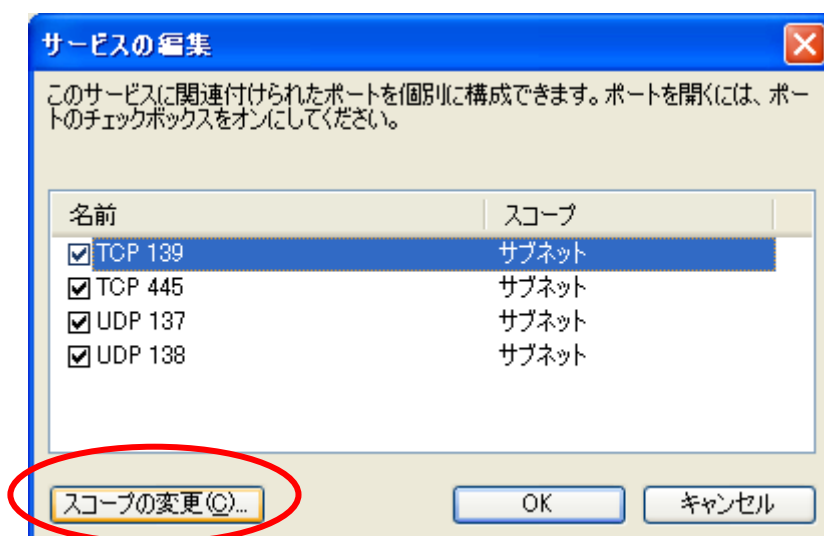 サービスの編集
このサービスに関連付けられたポートを個別に構成できます。ポートを開くには、ポー
トのチェックボックスをオンにしてください。
名前 スコープ
TCP 139 サブネット
TCP 445 サブネット
UDP 137 サブネット
UDP 138 サブネット
スコープの変更(C)... OK キャンセル